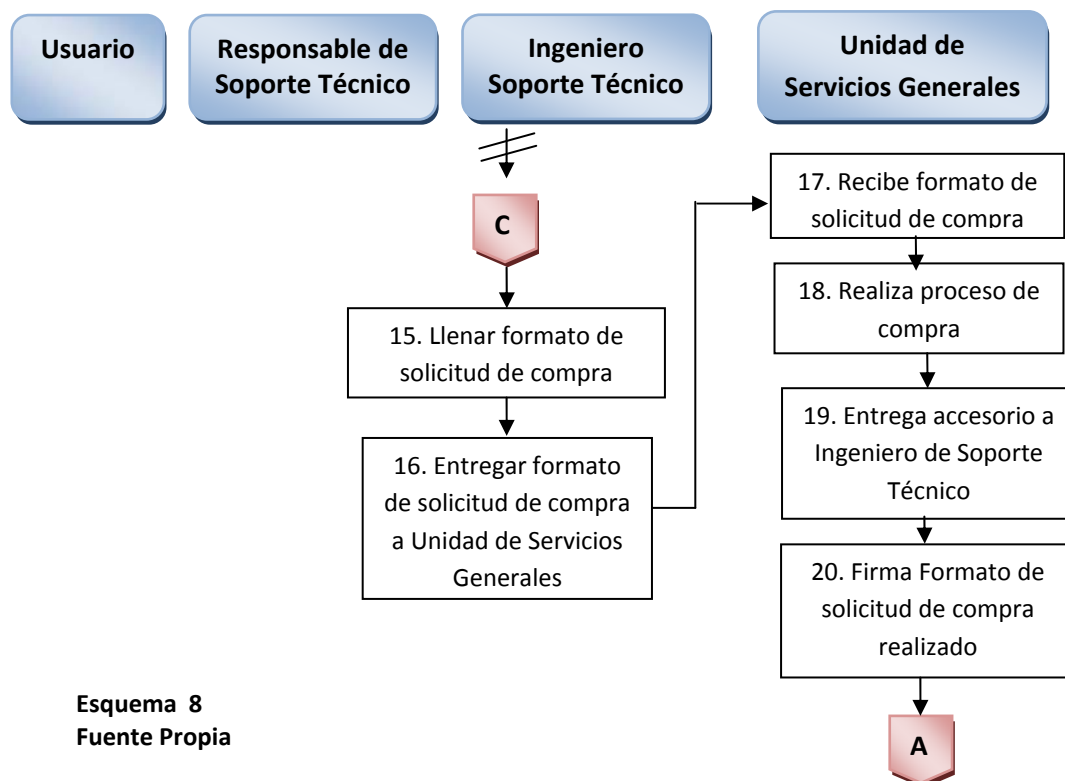 Usuario
Responsable de
Soporte Técnico
Ingeniero
Soporte Técnico
Unidad de
Servicios Generales
C
15. Llenar formato de
solicitud de compra
16. Entregar formato
de solicitud de compra
a Unidad de Servicios
Generales
17. Recibe formato de
solicitud de compra
18. Realiza proceso de
compra
19. Entrega accesorio a
Ingeniero de Soporte
Técnico
20. Firma Formato de
solicitud de compra
realizado
A
Esquema 8
Fuente Propia